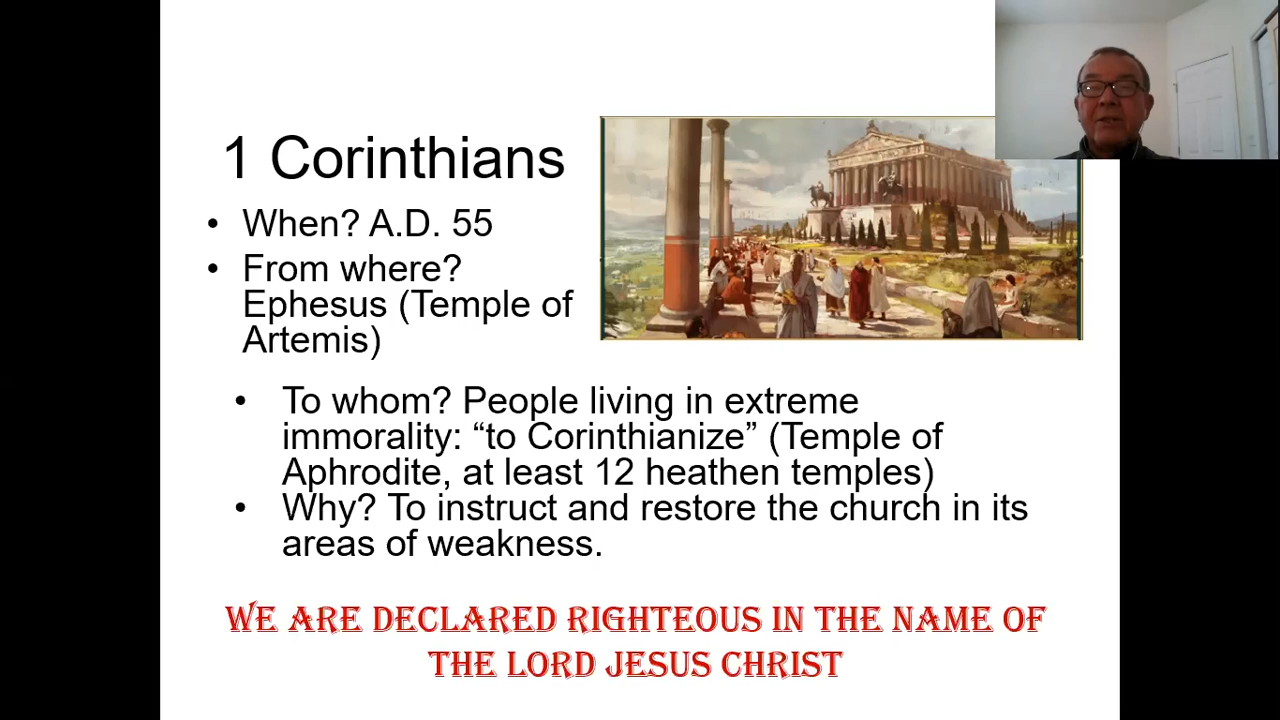 1 Corinthians
• When? A.D. 55
• From where?
Ephesus (Temple of
Artemis)
• To whom? People living in extreme
immorality: “to Corinthianize” (Temple of
Aphrodite, at least 12 heathen temples)
• Why? To instruct and restore the church in its
areas of weakness.
WE ARE DECLARED RIGHTEOUS IN THE NAME OF
THE LORD JESUS CHRIST